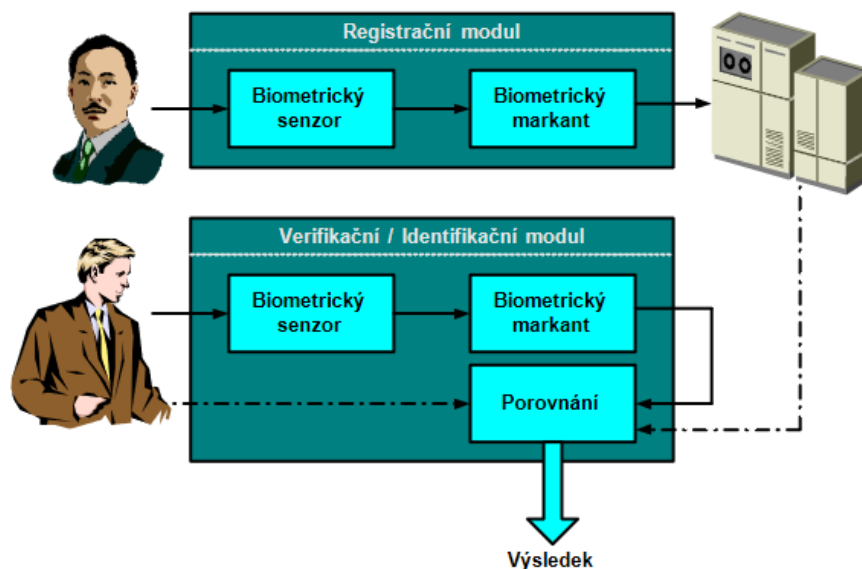 Registrační modul
Biometrický
senzor
Biometrický
markant
Verifikační / Identifikační modul
Biometrický
senzor
Biometrický
markant
Porovnání
Výsledek